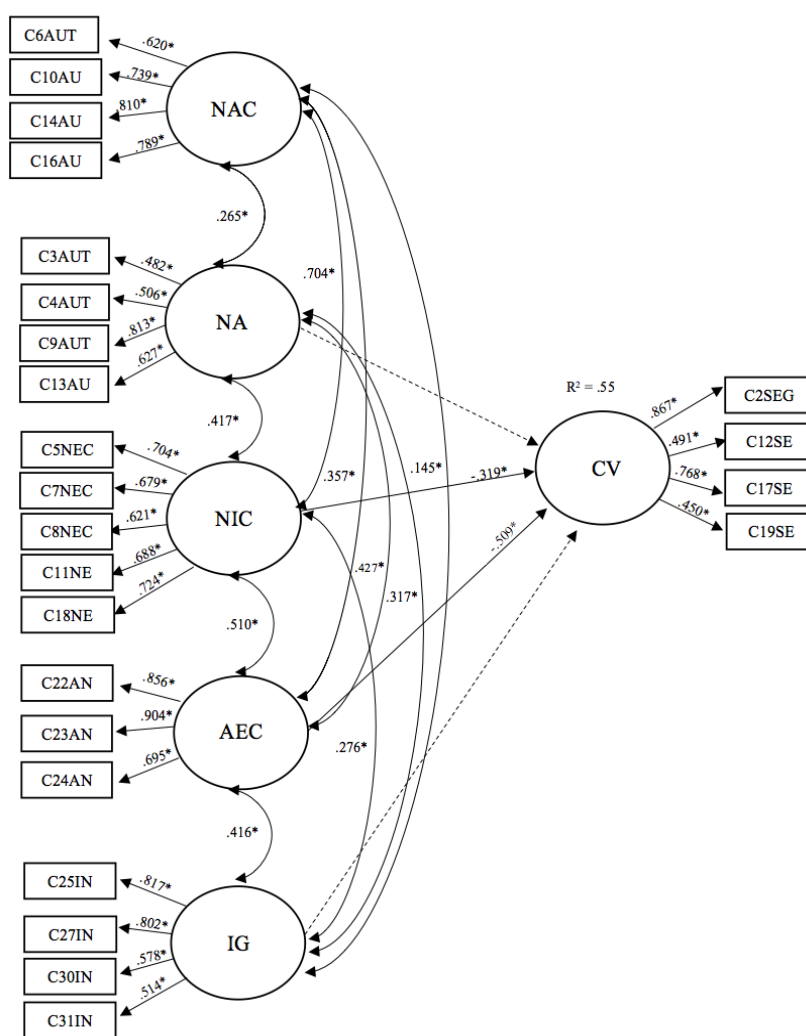 C6AUT
.620*
C10AU
.739*
C14AU
.810*
C16AU
.789*
NAC
.265*
C3AUT
.482*
C4AUT
.506*
C9AUT
.813*
C13AU
.627*
NA
.704*
.417*
R² = .55
C5NEC
.704*
C7NEC
.679*
C8NEC
.621*
C11NE
.688*
C18NE
.724*
NIC
.357*
.145*
-.319*
CV
.867*
C2SEG
.491*
C12SE
.768*
C17SE
.450*
C19SE
.427*
.317*
-.509*
.510*
C22AN
.856*
C23AN
.904*
C24AN
.695*
AEC
.276*
.416*
C25IN
.817*
C27IN
.802*
C30IN
.578*
C31IN
.514*
IG